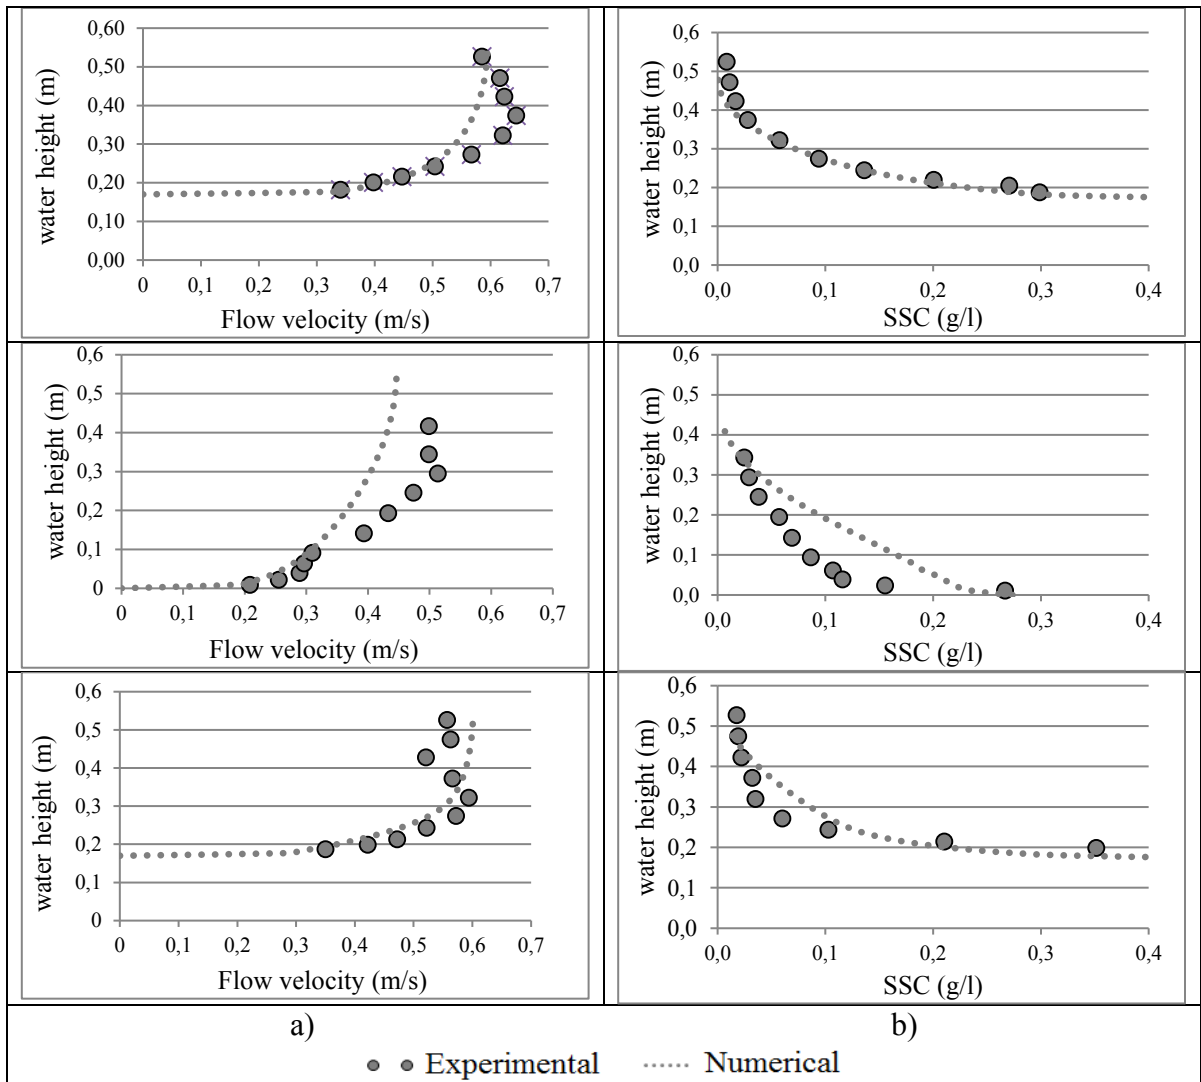 0,60
0,50
0,40
0,30
0,20
0,10
0,00
water height (m)
0 0,1 0,2 0,3 0,4 0,5 0,6 0,7
Flow velocity (m/s)
0,6
0,5
0,4
0,3
0,2
0,1
0,0
water height (m)
0,0 0,1 0,2 0,3 0,4
SSC (g/l)
0,6
0,5
0,4
0,3
0,2
0,1
0
water height (m)
0,0 0,1 0,2 0,3 0,4 0,5 0,6 0,7
Flow velocity (m/s)
0,6
0,5
0,4
0,3
0,2
0,1
0,0
water height (m)
0,0 0,1 0,2 0,3 0,4
SSC (g/l)
0,6
0,5
0,4
0,3
0,2
0,1
0
water height (m)
0 0,1 0,2 0,3 0,4 0,5 0,6 0,7
Flow velocity (m/s)
0,6
0,5
0,4
0,3
0,2
0,1
0,0
water height (m)
0,0 0,1 0,2 0,3 0,4
SSC (g/l)
a) b)
Experimental Numerical